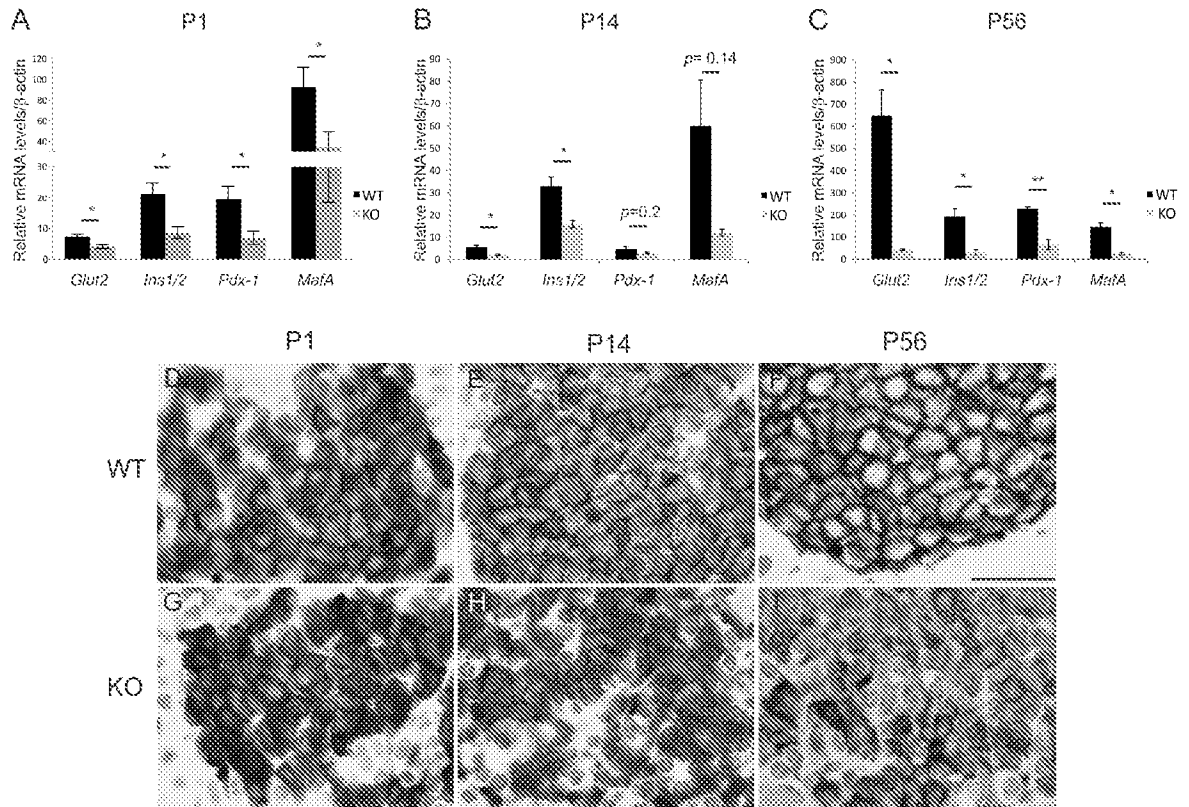 A P1
Relative mRNA levels/β-actin
120
100
80
60
40
30
20
10
0
*
*
*
*
WT
KO
Glut2 Ins1/2 Pdx-1 MafA
B P14
Relative mRNA levels/β-actin
90
80
70
60
50
40
30
20
10
0
*
*
p=0.2
p= 0.14
WT
KO
Glut2 Ins1/2 Pdx-1 MafA
C P56
Relative mRNA levels/β-actin
900
800
700
600
500
400
300
200
100
0
*
*
**
*
WT
KO
Glut2 Ins1/2 Pdx-1 MafA
P1 P14 P56
WT
D E F
KO
G H I